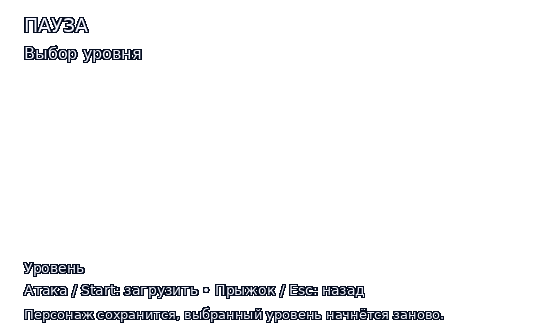 ПАУЗА
Выбор уровня
Уровень
Атака / Start: загрузить • Прыжок / Esc: назад
Персонаж сохранится, выбранный уровень начнётся заново.